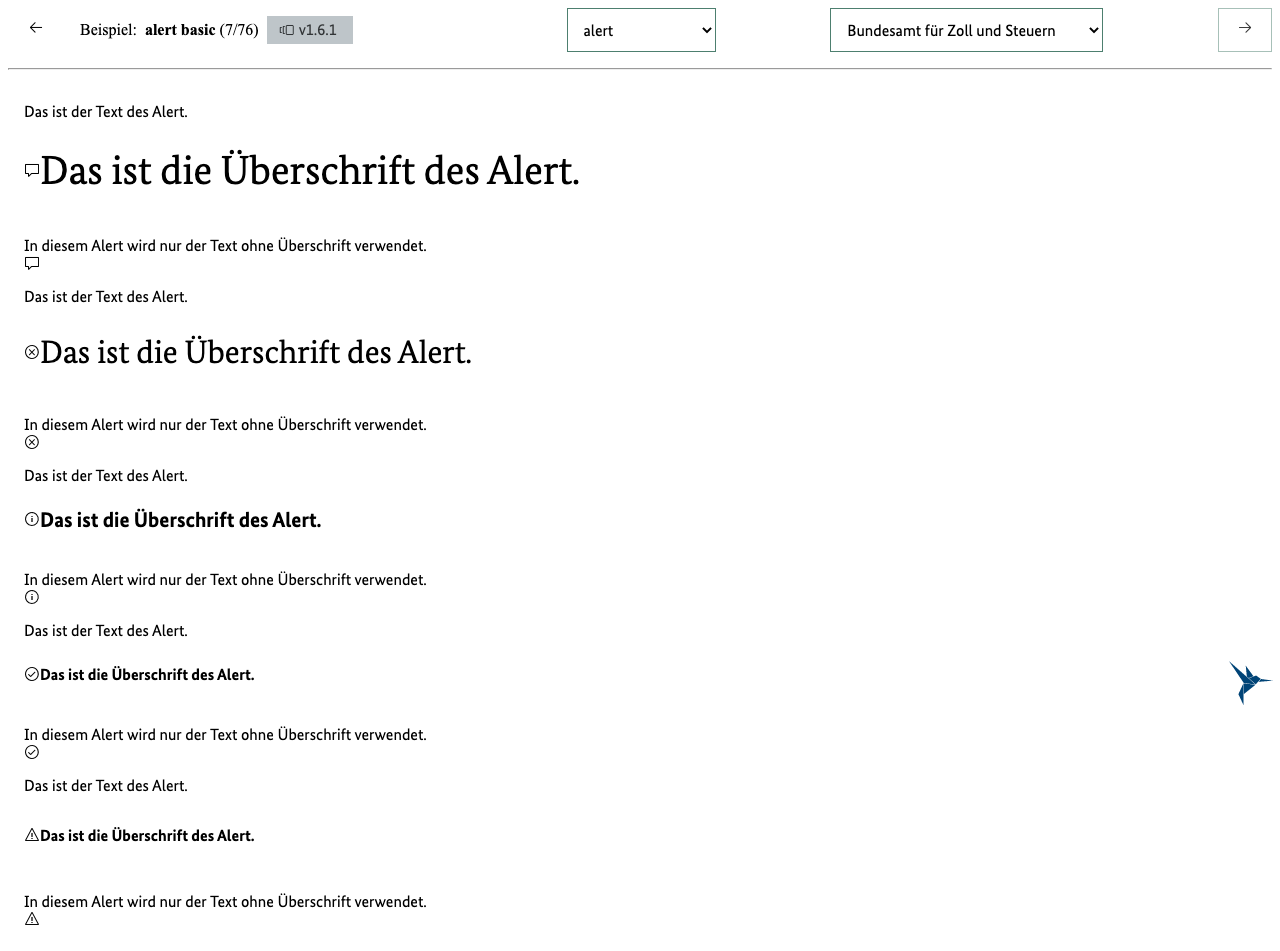 Beispiel: alert basic (7/76) v1.6.1 alert Bundesamt für Zoll und Steuern
Das ist der Text des Alert.
Das ist die Überschrift des Alert.
In diesem Alert wird nur der Text ohne Überschrift verwendet.
Das ist der Text des Alert.
Das ist die Überschrift des Alert.
In diesem Alert wird nur der Text ohne Überschrift verwendet.
Das ist der Text des Alert.
Das ist die Überschrift des Alert.
In diesem Alert wird nur der Text ohne Überschrift verwendet.
Das ist der Text des Alert.
Das ist die Überschrift des Alert.
In diesem Alert wird nur der Text ohne Überschrift verwendet.
Das ist der Text des Alert.
Das ist die Überschrift des Alert.
In diesem Alert wird nur der Text ohne Überschrift verwendet.